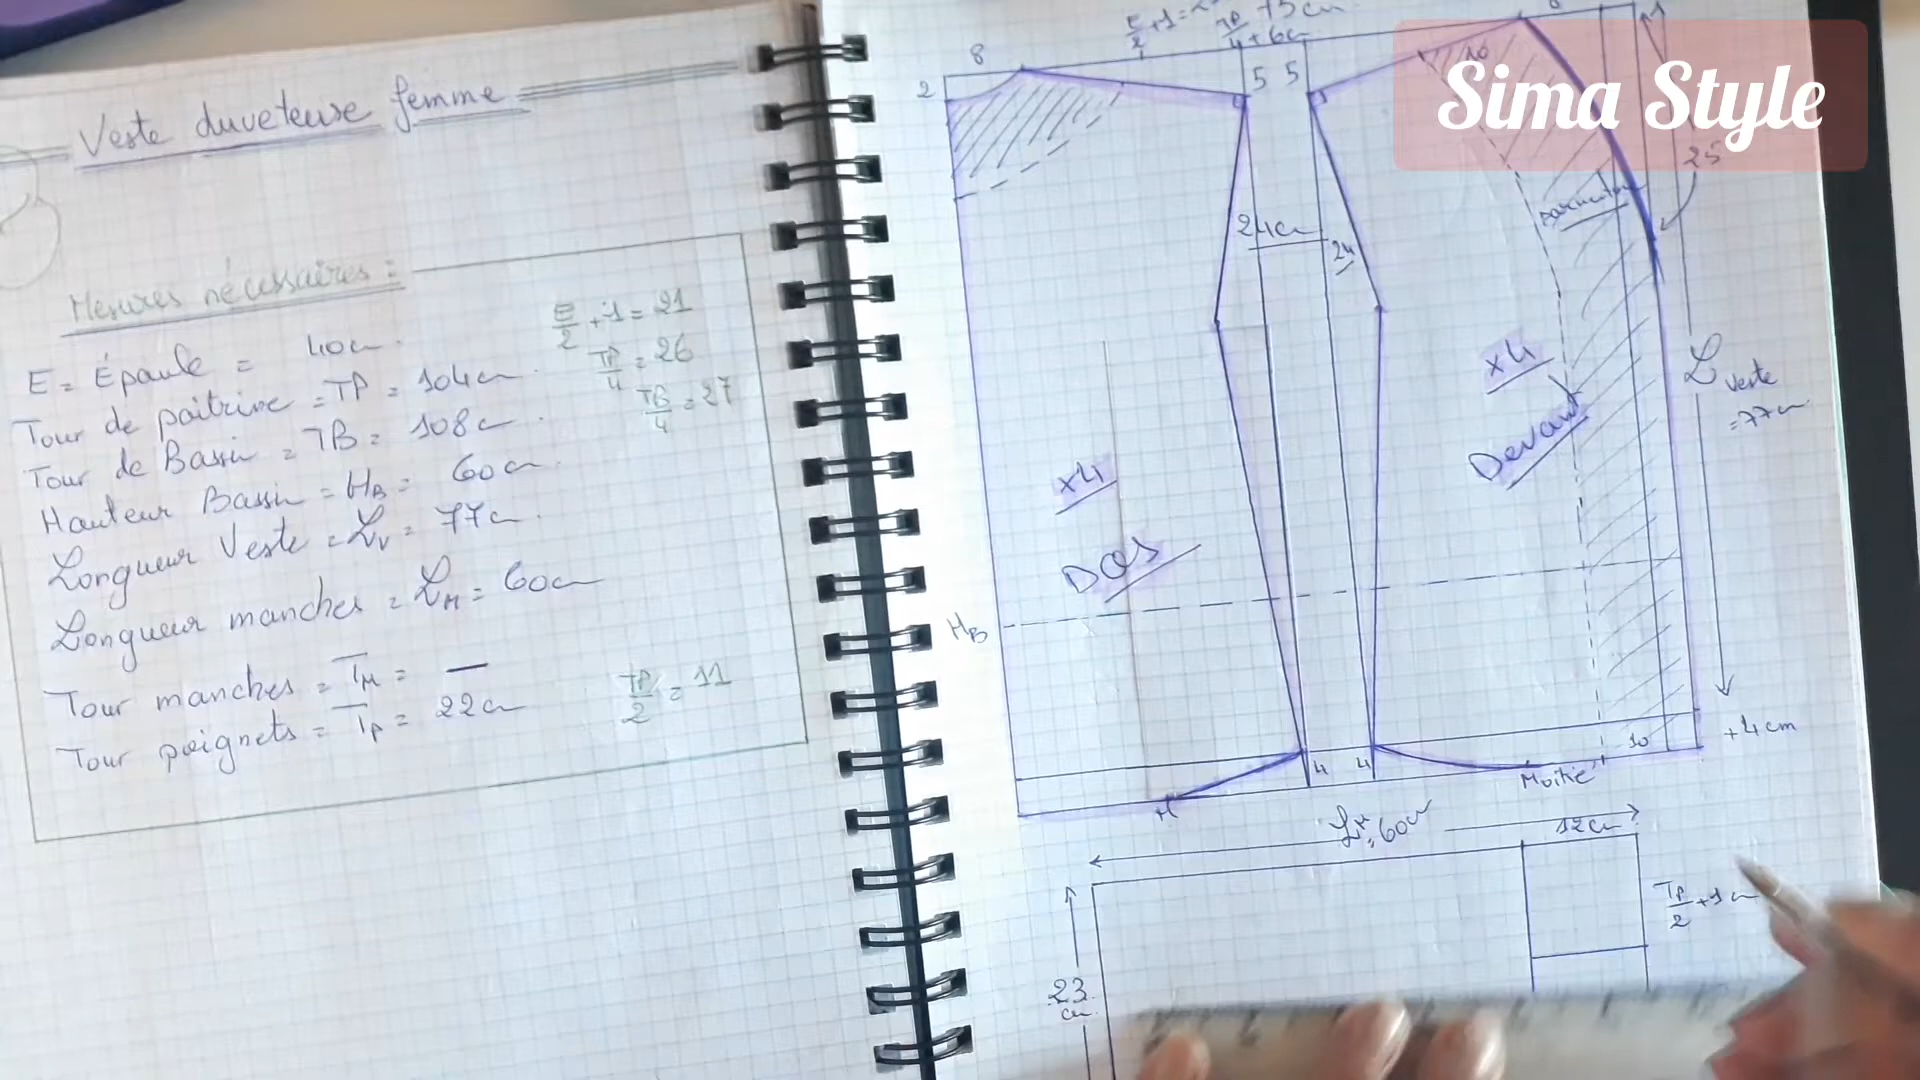 Veste duveteuse femme
Mesures nécessaires =
E = Épaule = 40cm.
Tour de poitrine = TP = 104cm.
Tour de Bassin = TB = 108cm.
Hauteur Bassin = HB = 60cm.
Longueur Veste = LV = 77cm.
Longueur manches = LM = 60cm
Tour manches = TM = —
Tour poignets = TP = 22cm
E/2 + 1 = 21
TP/4 = 26
TB/4 = 27
TP/2 = 11
Sima Style
TP/4 + 6cm
8
2
5 5
10
25
24cm
24
x4
DOS
x4
Devant
HB
L veste
= 77cm
+4cm
4 4
10
Moitié
M
LM = 60cm
12cm
TP/2 + 1cm
23
cm